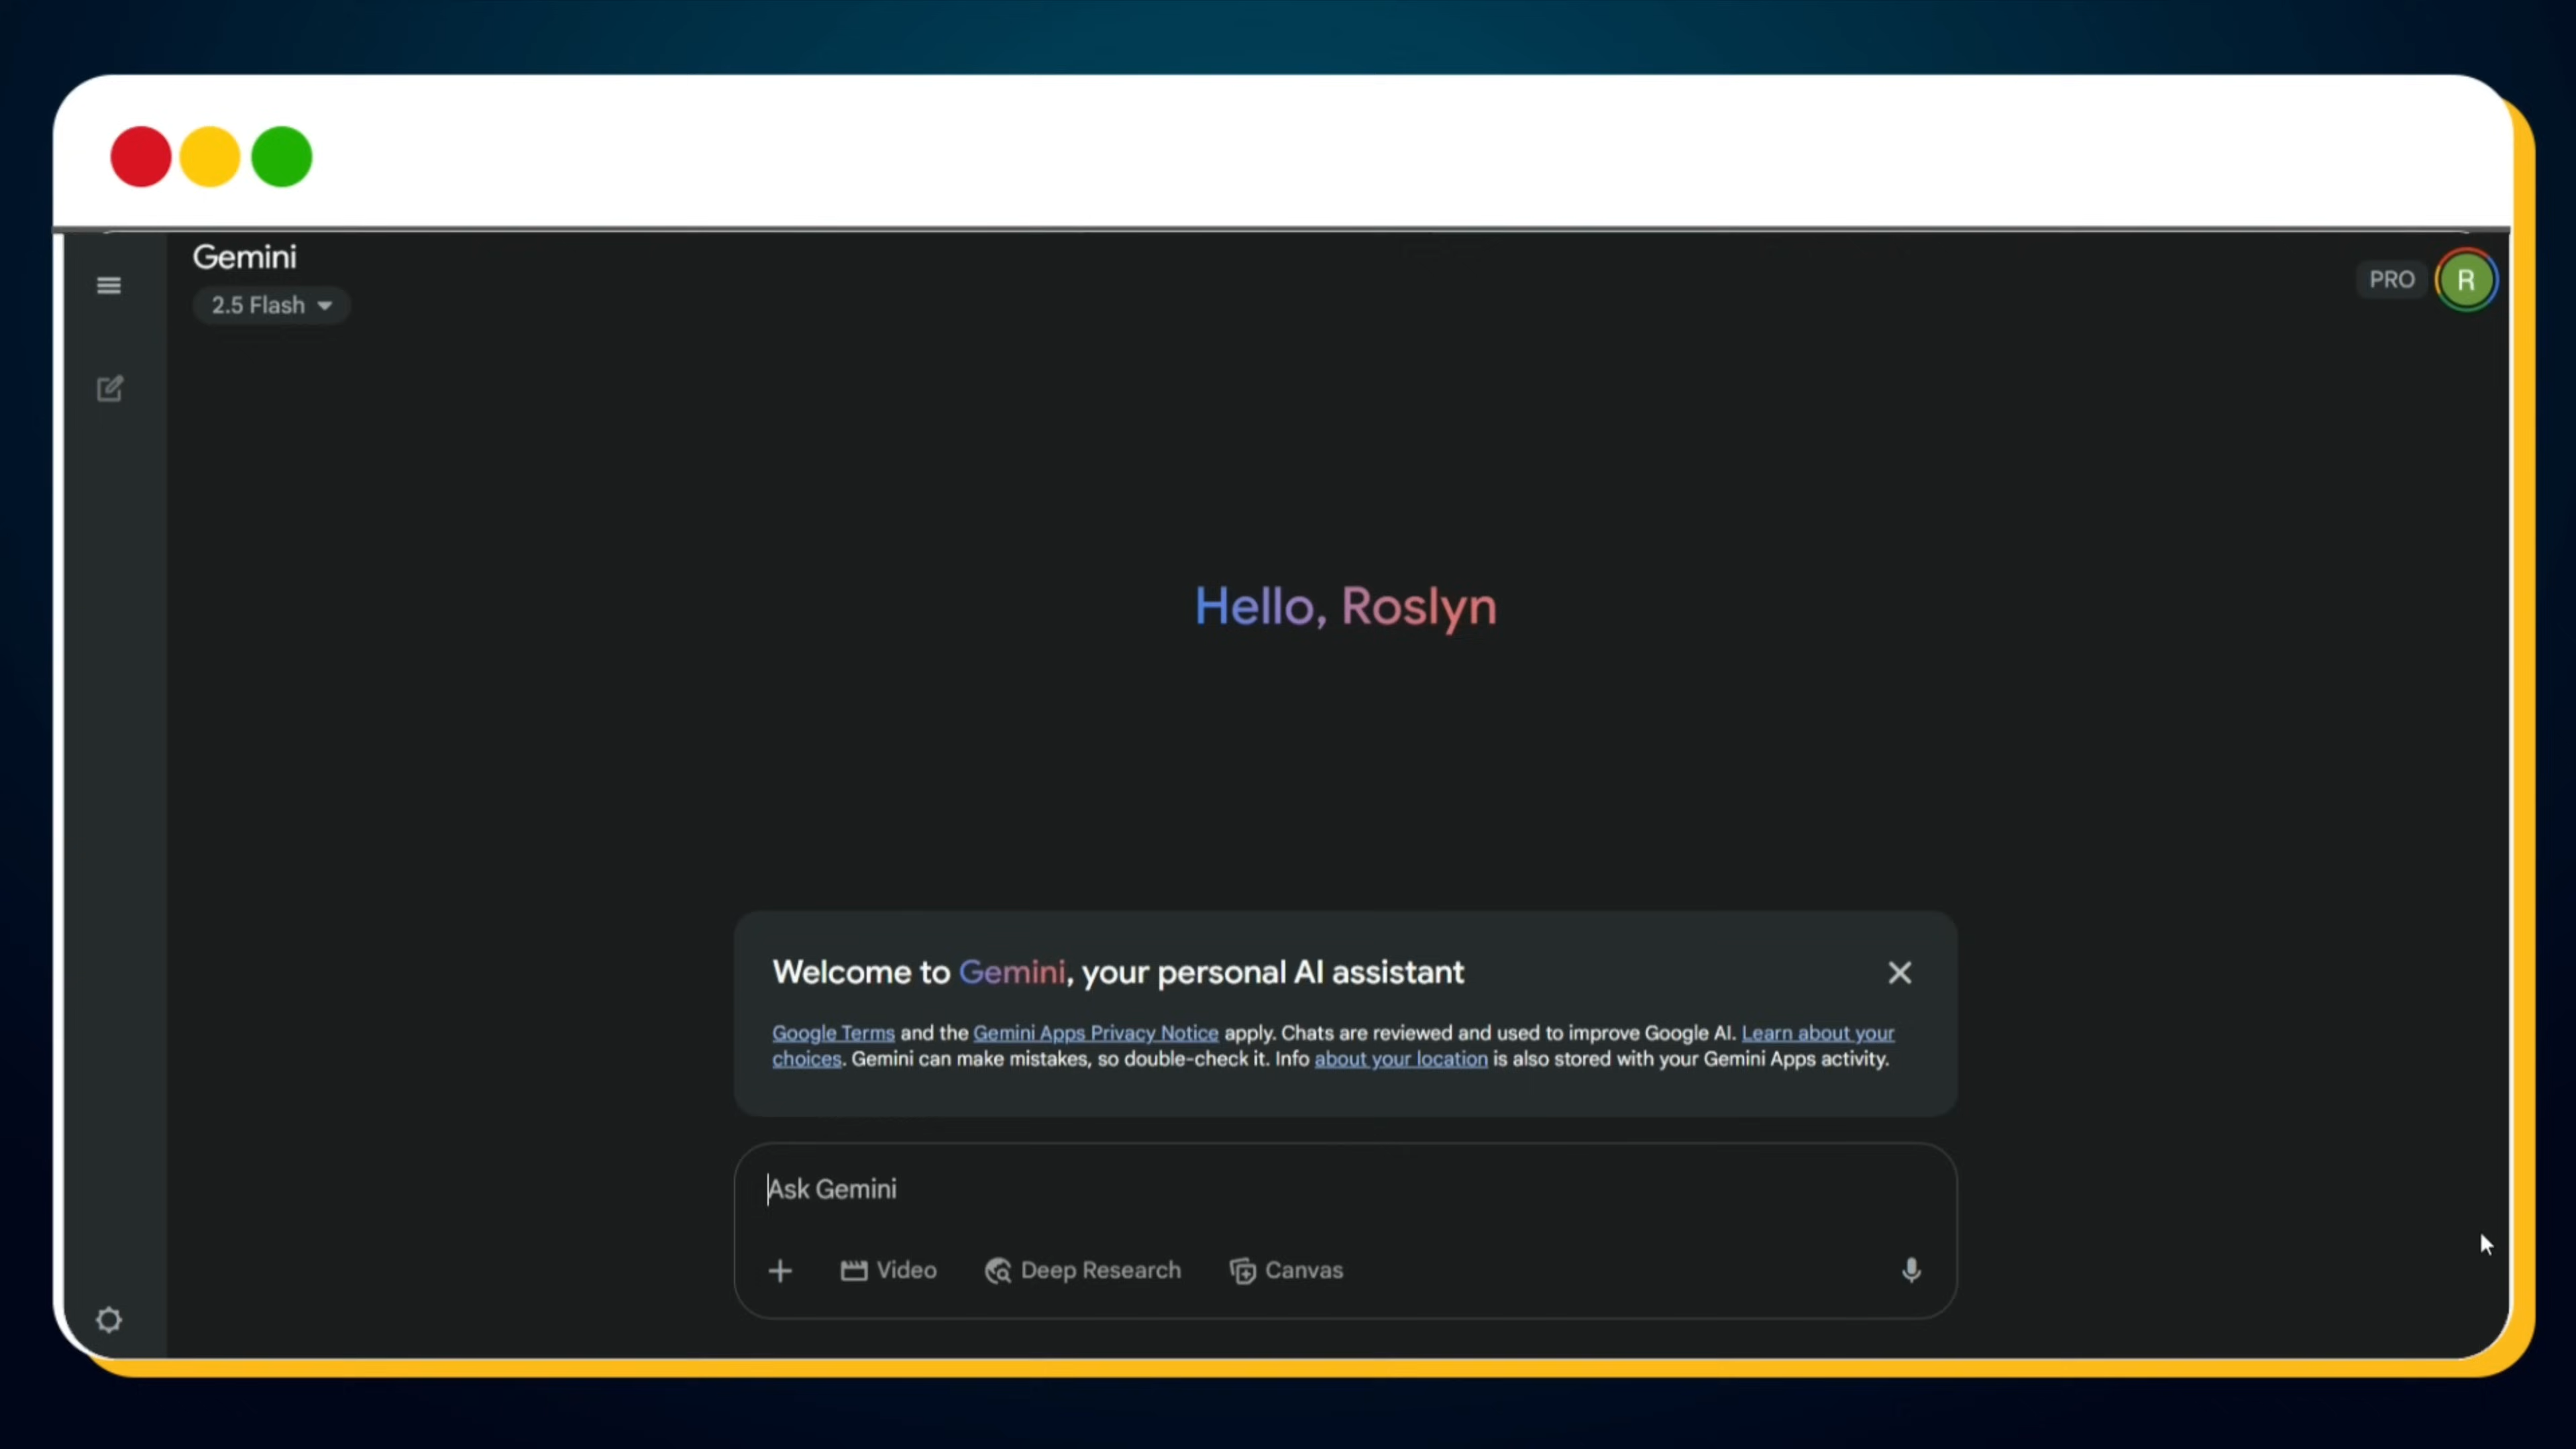 Gemini
2.5 Flash
PRO
R
Hello, Roslyn
Welcome to Gemini, your personal AI assistant
Google Terms and the Gemini Apps Privacy Notice apply. Chats are reviewed and used to improve Google AI. Learn about your
choices. Gemini can make mistakes, so double-check it. Info about your location is also stored with your Gemini Apps activity.
Ask Gemini
Video
Deep Research
Canvas